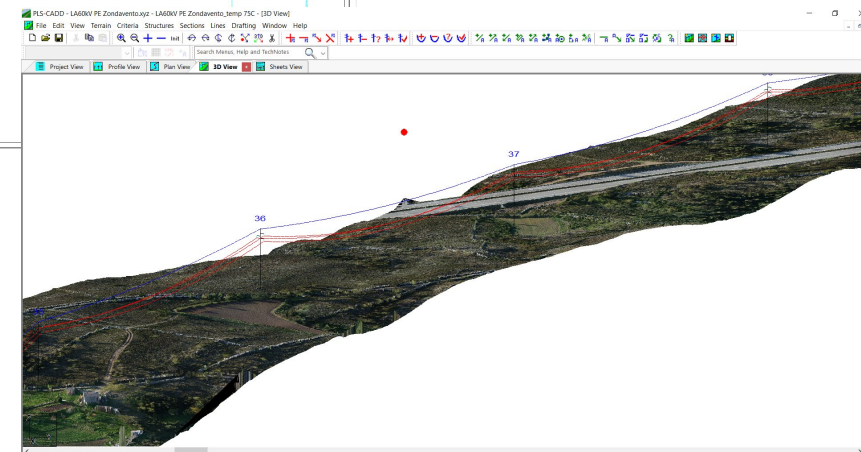 PLS-CADD - LA60kV PE Zondavento.xyz - LA60kV PE Zondavento_temp 75C - [3D View]
File Edit View Terrain Criteria Structures Sections Lines Drafting Window Help
Init
Search Menus, Help and TechNotes
Project View Profile View Plan View 3D View Sheets View
37
36